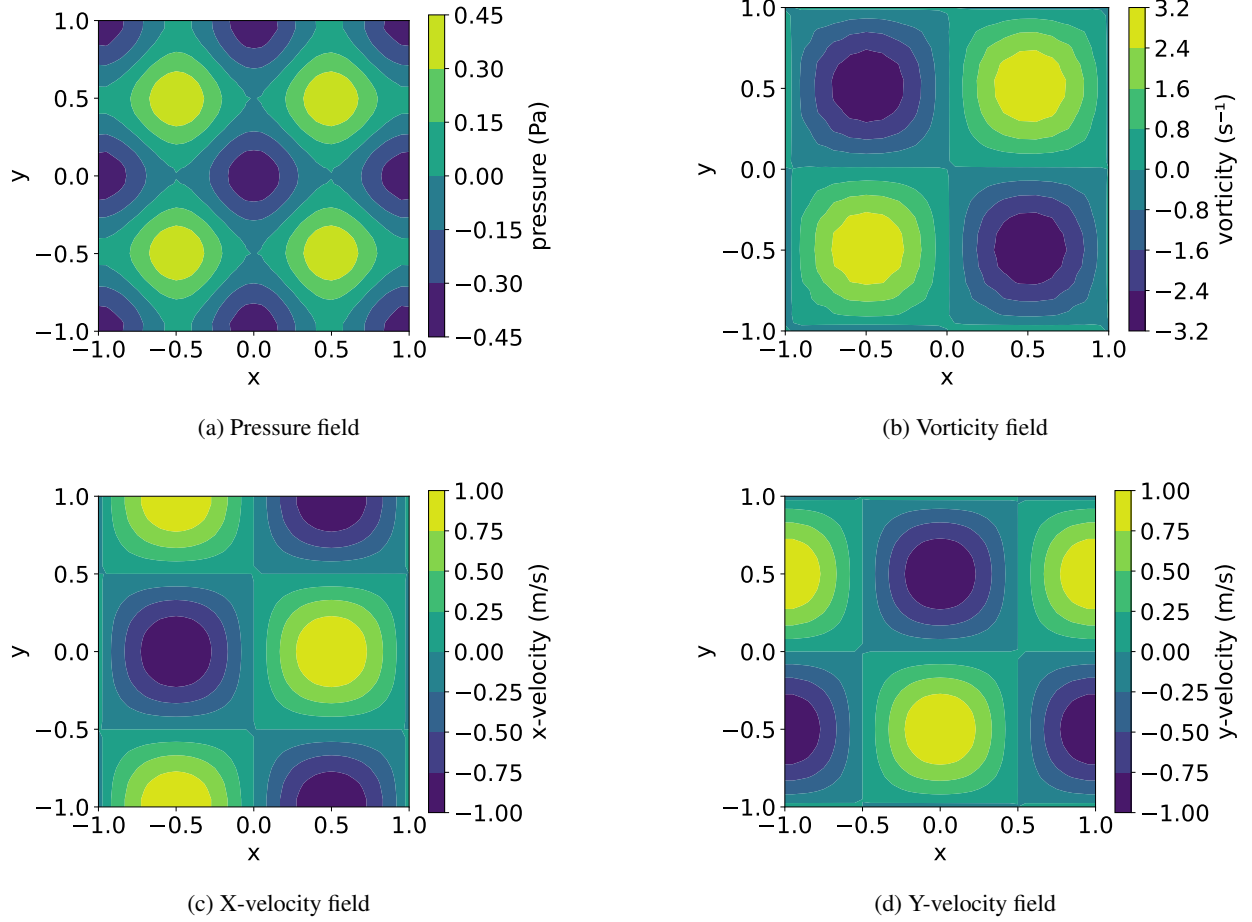 1.0
0.5
0.0
−0.5
−1.0
y
−1.0 −0.5 0.0 0.5 1.0
x
0.45
0.30
0.15
0.00
−0.15
−0.30
−0.45
pressure (Pa)
(a) Pressure field
1.0
0.5
0.0
−0.5
−1.0
y
−1.0 −0.5 0.0 0.5 1.0
x
3.2
2.4
1.6
0.8
0.0
−0.8
−1.6
−2.4
−3.2
vorticity (s⁻¹)
(b) Vorticity field
1.0
0.5
0.0
−0.5
−1.0
y
−1.0 −0.5 0.0 0.5 1.0
x
1.00
0.75
0.50
0.25
0.00
−0.25
−0.50
−0.75
−1.00
x-velocity (m/s)
(c) X-velocity field
1.0
0.5
0.0
−0.5
−1.0
y
−1.0 −0.5 0.0 0.5 1.0
x
1.00
0.75
0.50
0.25
0.00
−0.25
−0.50
−0.75
−1.00
y-velocity (m/s)
(d) Y-velocity field